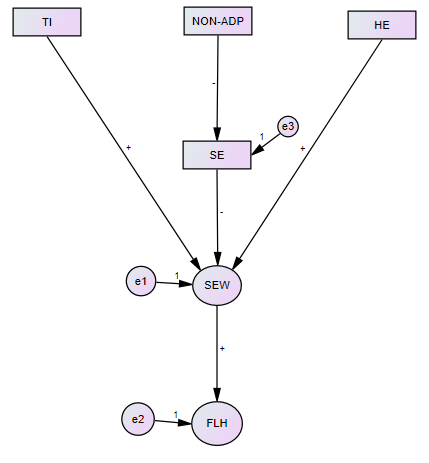 TI
NON-ADP
HE
-
e3
1
+
SE
+
-
e1
1
SEW
+
e2
1
FLH